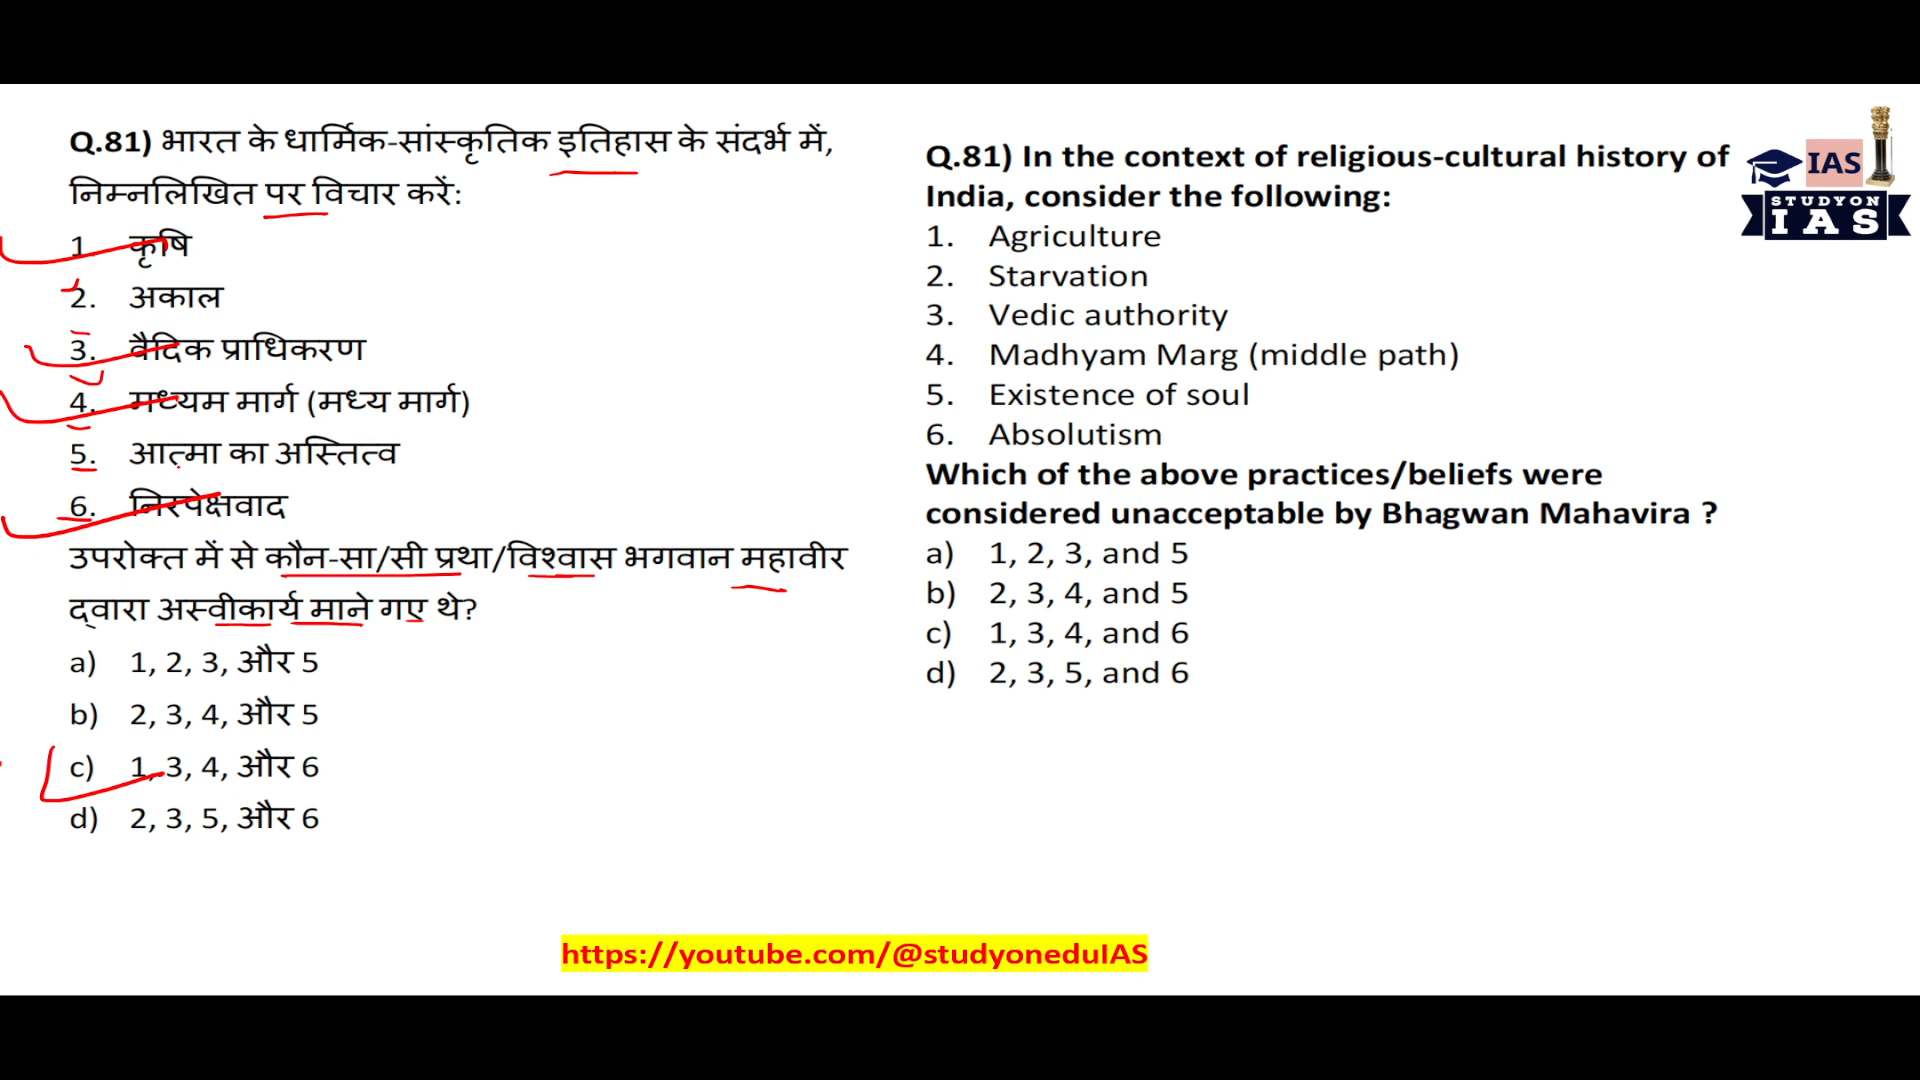 Q.81) भारत के धार्मिक-सांस्कृतिक इतिहास के संदर्भ में,
निम्नलिखित पर विचार करें:
1. कृषि
2. अकाल
3. वैदिक प्राधिकरण
4. मध्यम मार्ग (मध्य मार्ग)
5. आत्मा का अस्तित्व
6. निरपेक्षवाद
उपरोक्त में से कौन-सा/सी प्रथा/विश्वास भगवान महावीर
द्वारा अस्वीकार्य माने गए थे?
a) 1, 2, 3, और 5
b) 2, 3, 4, और 5
c) 1, 3, 4, और 6
d) 2, 3, 5, और 6
Q.81) In the context of religious-cultural history of
India, consider the following:
1. Agriculture
2. Starvation
3. Vedic authority
4. Madhyam Marg (middle path)
5. Existence of soul
6. Absolutism
Which of the above practices/beliefs were
considered unacceptable by Bhagwan Mahavira ?
a) 1, 2, 3, and 5
b) 2, 3, 4, and 5
c) 1, 3, 4, and 6
d) 2, 3, 5, and 6
IAS
STUDYON
IAS
https://youtube.com/@studyoneduIAS